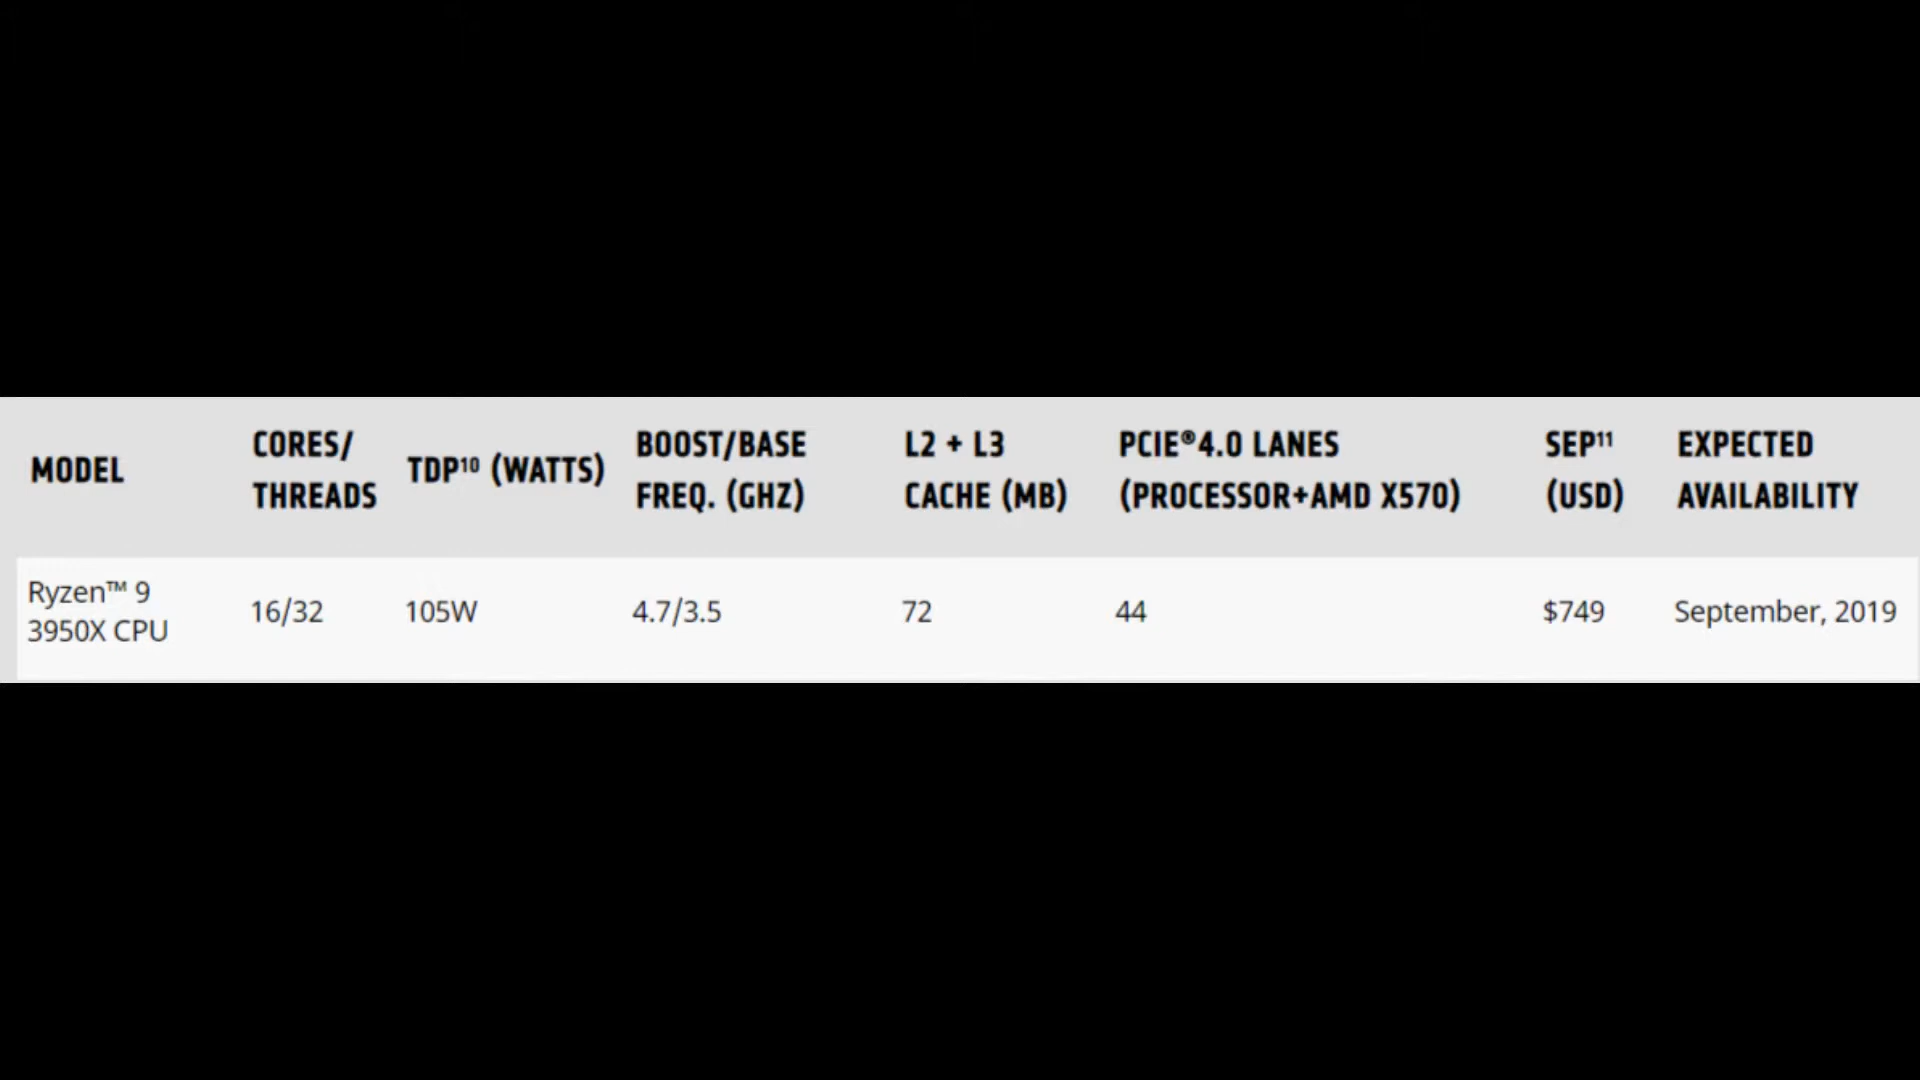 MODEL
CORES/
THREADS
TDP¹⁰ (WATTS)
BOOST/BASE
FREQ. (GHZ)
L2 + L3
CACHE (MB)
PCIE®4.0 LANES
(PROCESSOR+AMD X570)
SEP¹¹
(USD)
EXPECTED
AVAILABILITY
Ryzen™ 9
3950X CPU
16/32
105W
4.7/3.5
72
44
$749
September, 2019